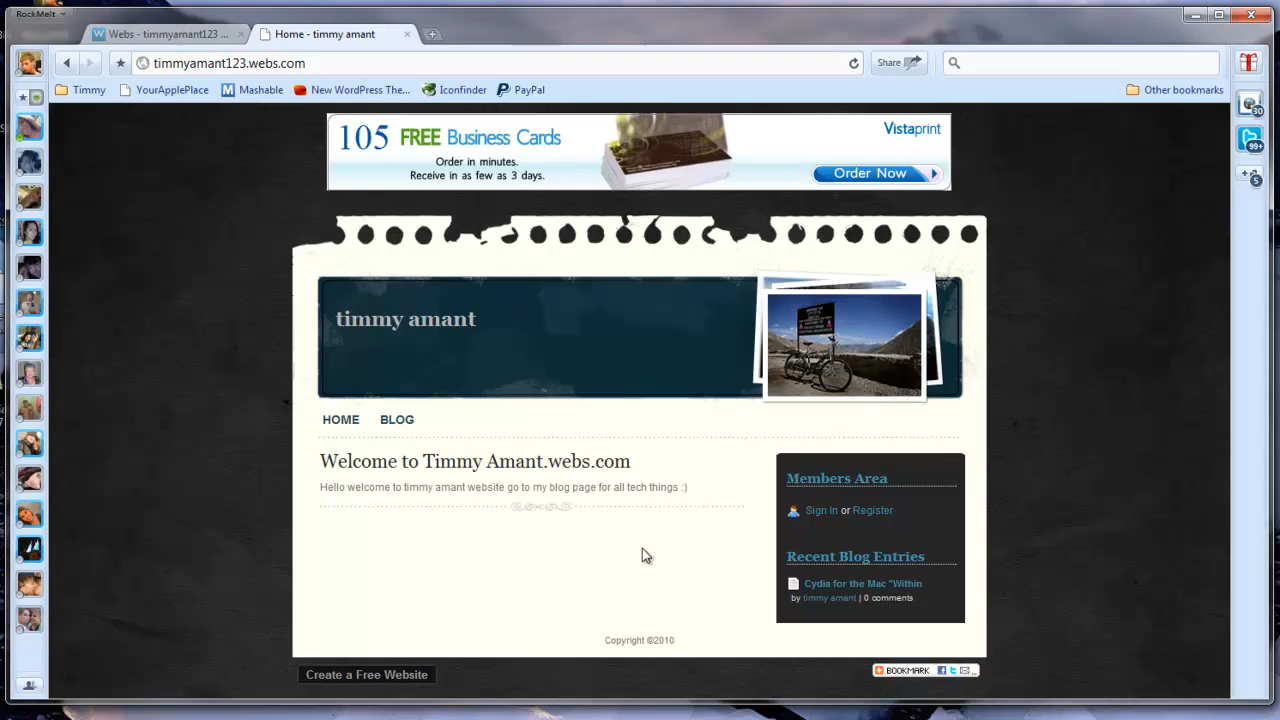 RockMelt
Webs - timmyamant123 ...
Home - timmy amant
timmyamant123.webs.com
Share
Timmy
YourApplePlace
Mashable
New WordPress The...
Iconfinder
PayPal
Other bookmarks
30
99+
5
105 FREE Business Cards
Order in minutes.
Receive in as few as 3 days.
Vistaprint
Order Now
timmy amant
HOME
BLOG
Welcome to Timmy Amant.webs.com
Hello welcome to timmy amant website go to my blog page for all tech things :)
Members Area
Sign In or Register
Recent Blog Entries
Cydia for the Mac "Within
by timmy amant | 0 comments
Copyright ©2010
Create a Free Website
BOOKMARK